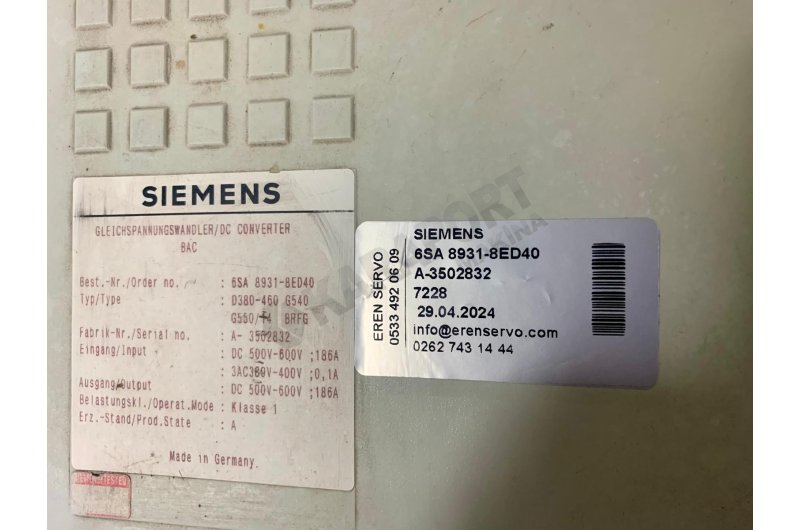 SIEMENS
GLEICHSPANNUNGSWANDLER/DC CONVERTER
BAC
Best.-Nr./Order no. : 6SA 8931-8ED40
Typ/Type : D380-460 G540
G550/ BRFG
Fabrik-Nr./Serial no. : A- 3502832
Eingang/Input : DC 500V-600V ;186A
: 3AC380V-400V ;0,1A
Ausgang/Output : DC 500V-600V ;186A
Belastungskl./Operat.Mode : Klasse 1
Erz.-Stand/Prod.State : A
Made in Germany.
EREN SERVO
0533 492 06 09
SIEMENS
6SA 8931-8ED40
A-3502832
7228
29.04.2024
info@erenservo.com
0262 743 14 44